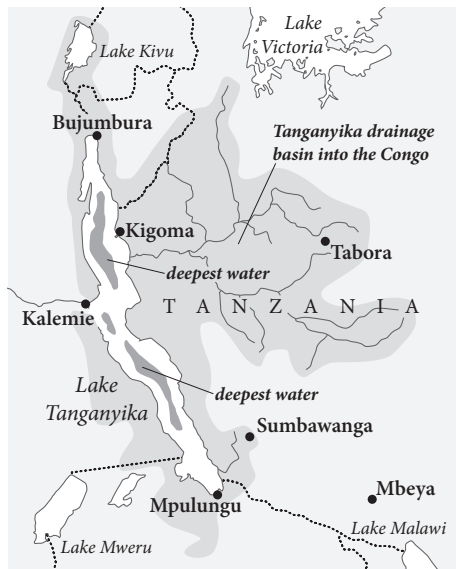 Lake
Victoria
Lake Kivu
Bujumbura
Tanganyika drainage
basin into the Congo
Kigoma
Tabora
deepest water
TANZANIA
Kalemie
Lake
Tanganyika
deepest water
Sumbawanga
Mbeya
Mpulungu
Lake Malawi
Lake Mweru